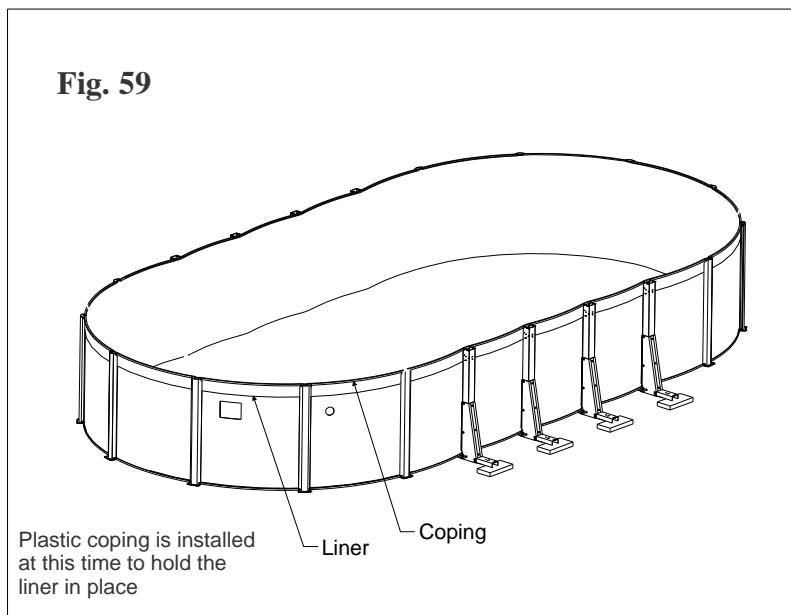 Fig. 59
Coping
Liner
Plastic coping is installed
at this time to hold the
liner in place